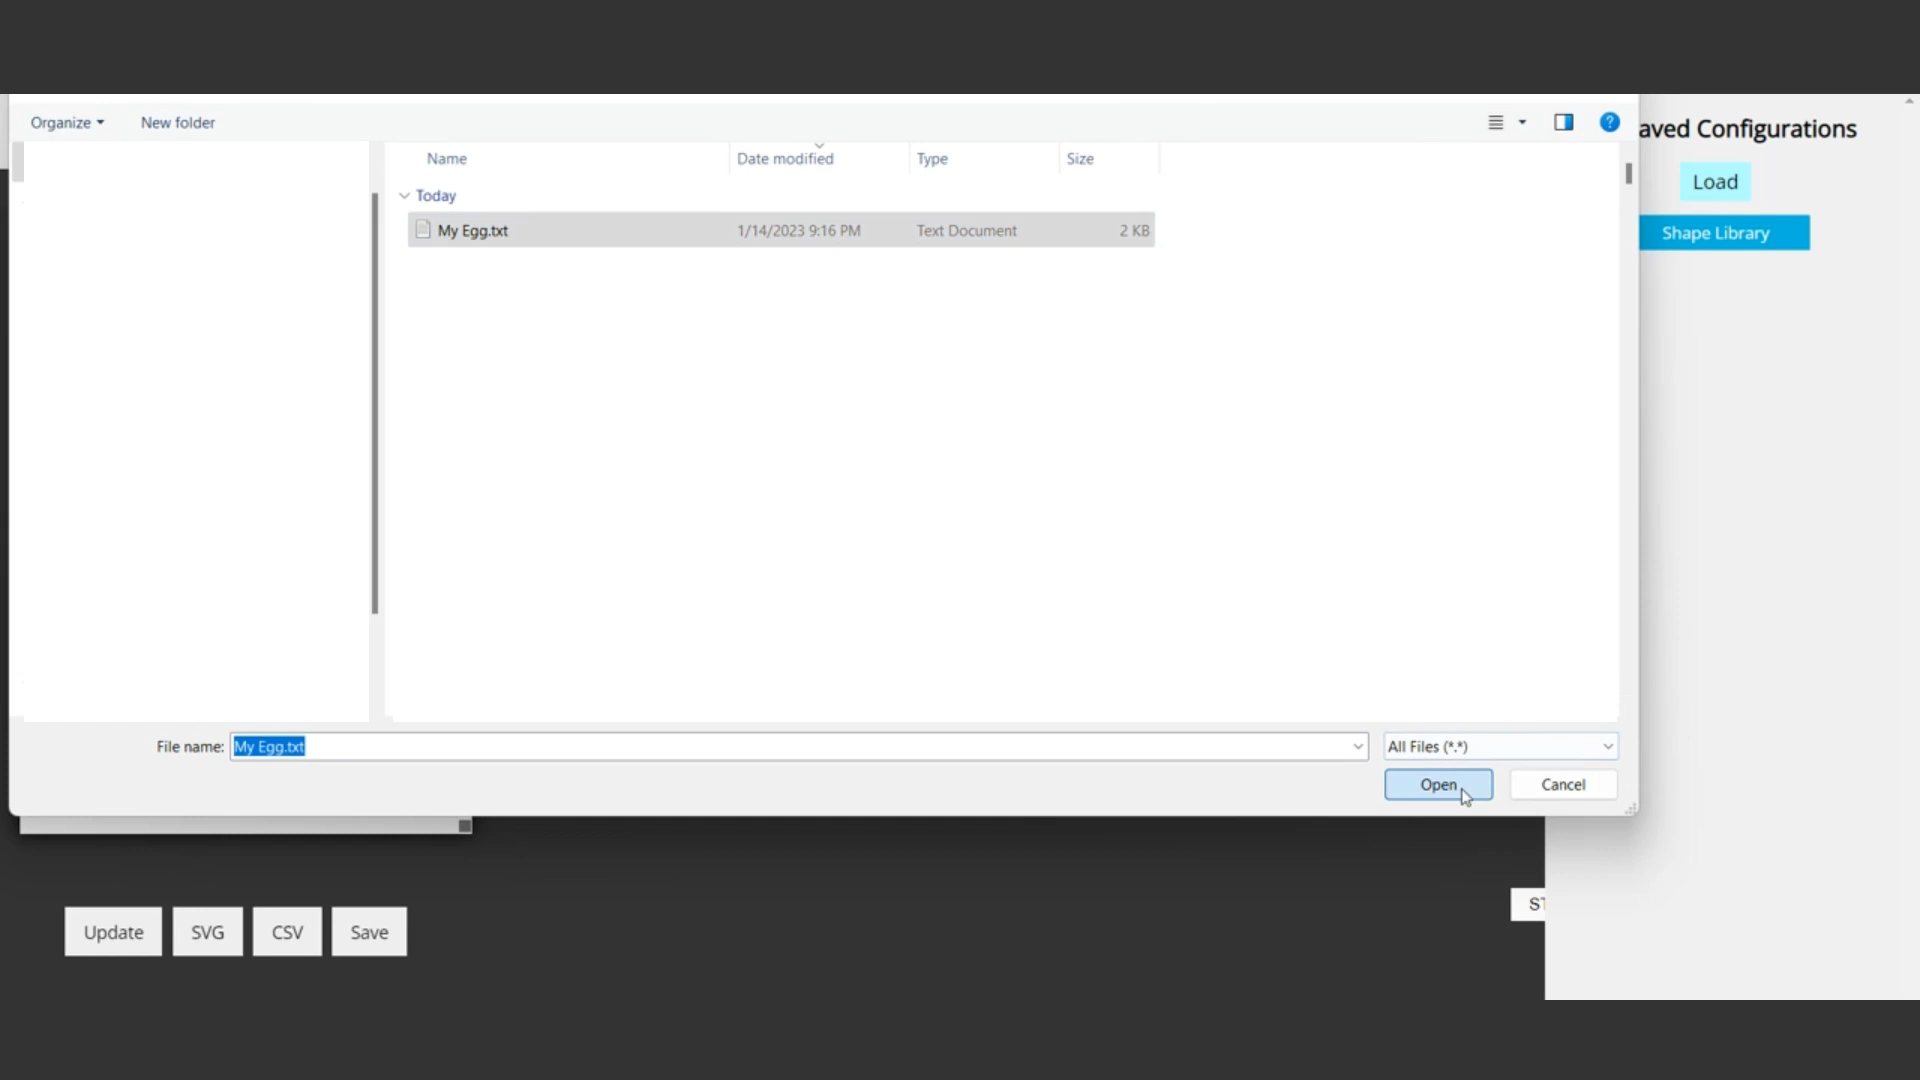 Organize New folder ?
aved Configurations
Name Date modified Type Size
Load
Today
My Egg.txt 1/14/2023 9:16 PM Text Document 2 KB
Shape Library
File name: My Egg.txt All Files (*.*)
Open Cancel
ST
Update SVG CSV Save